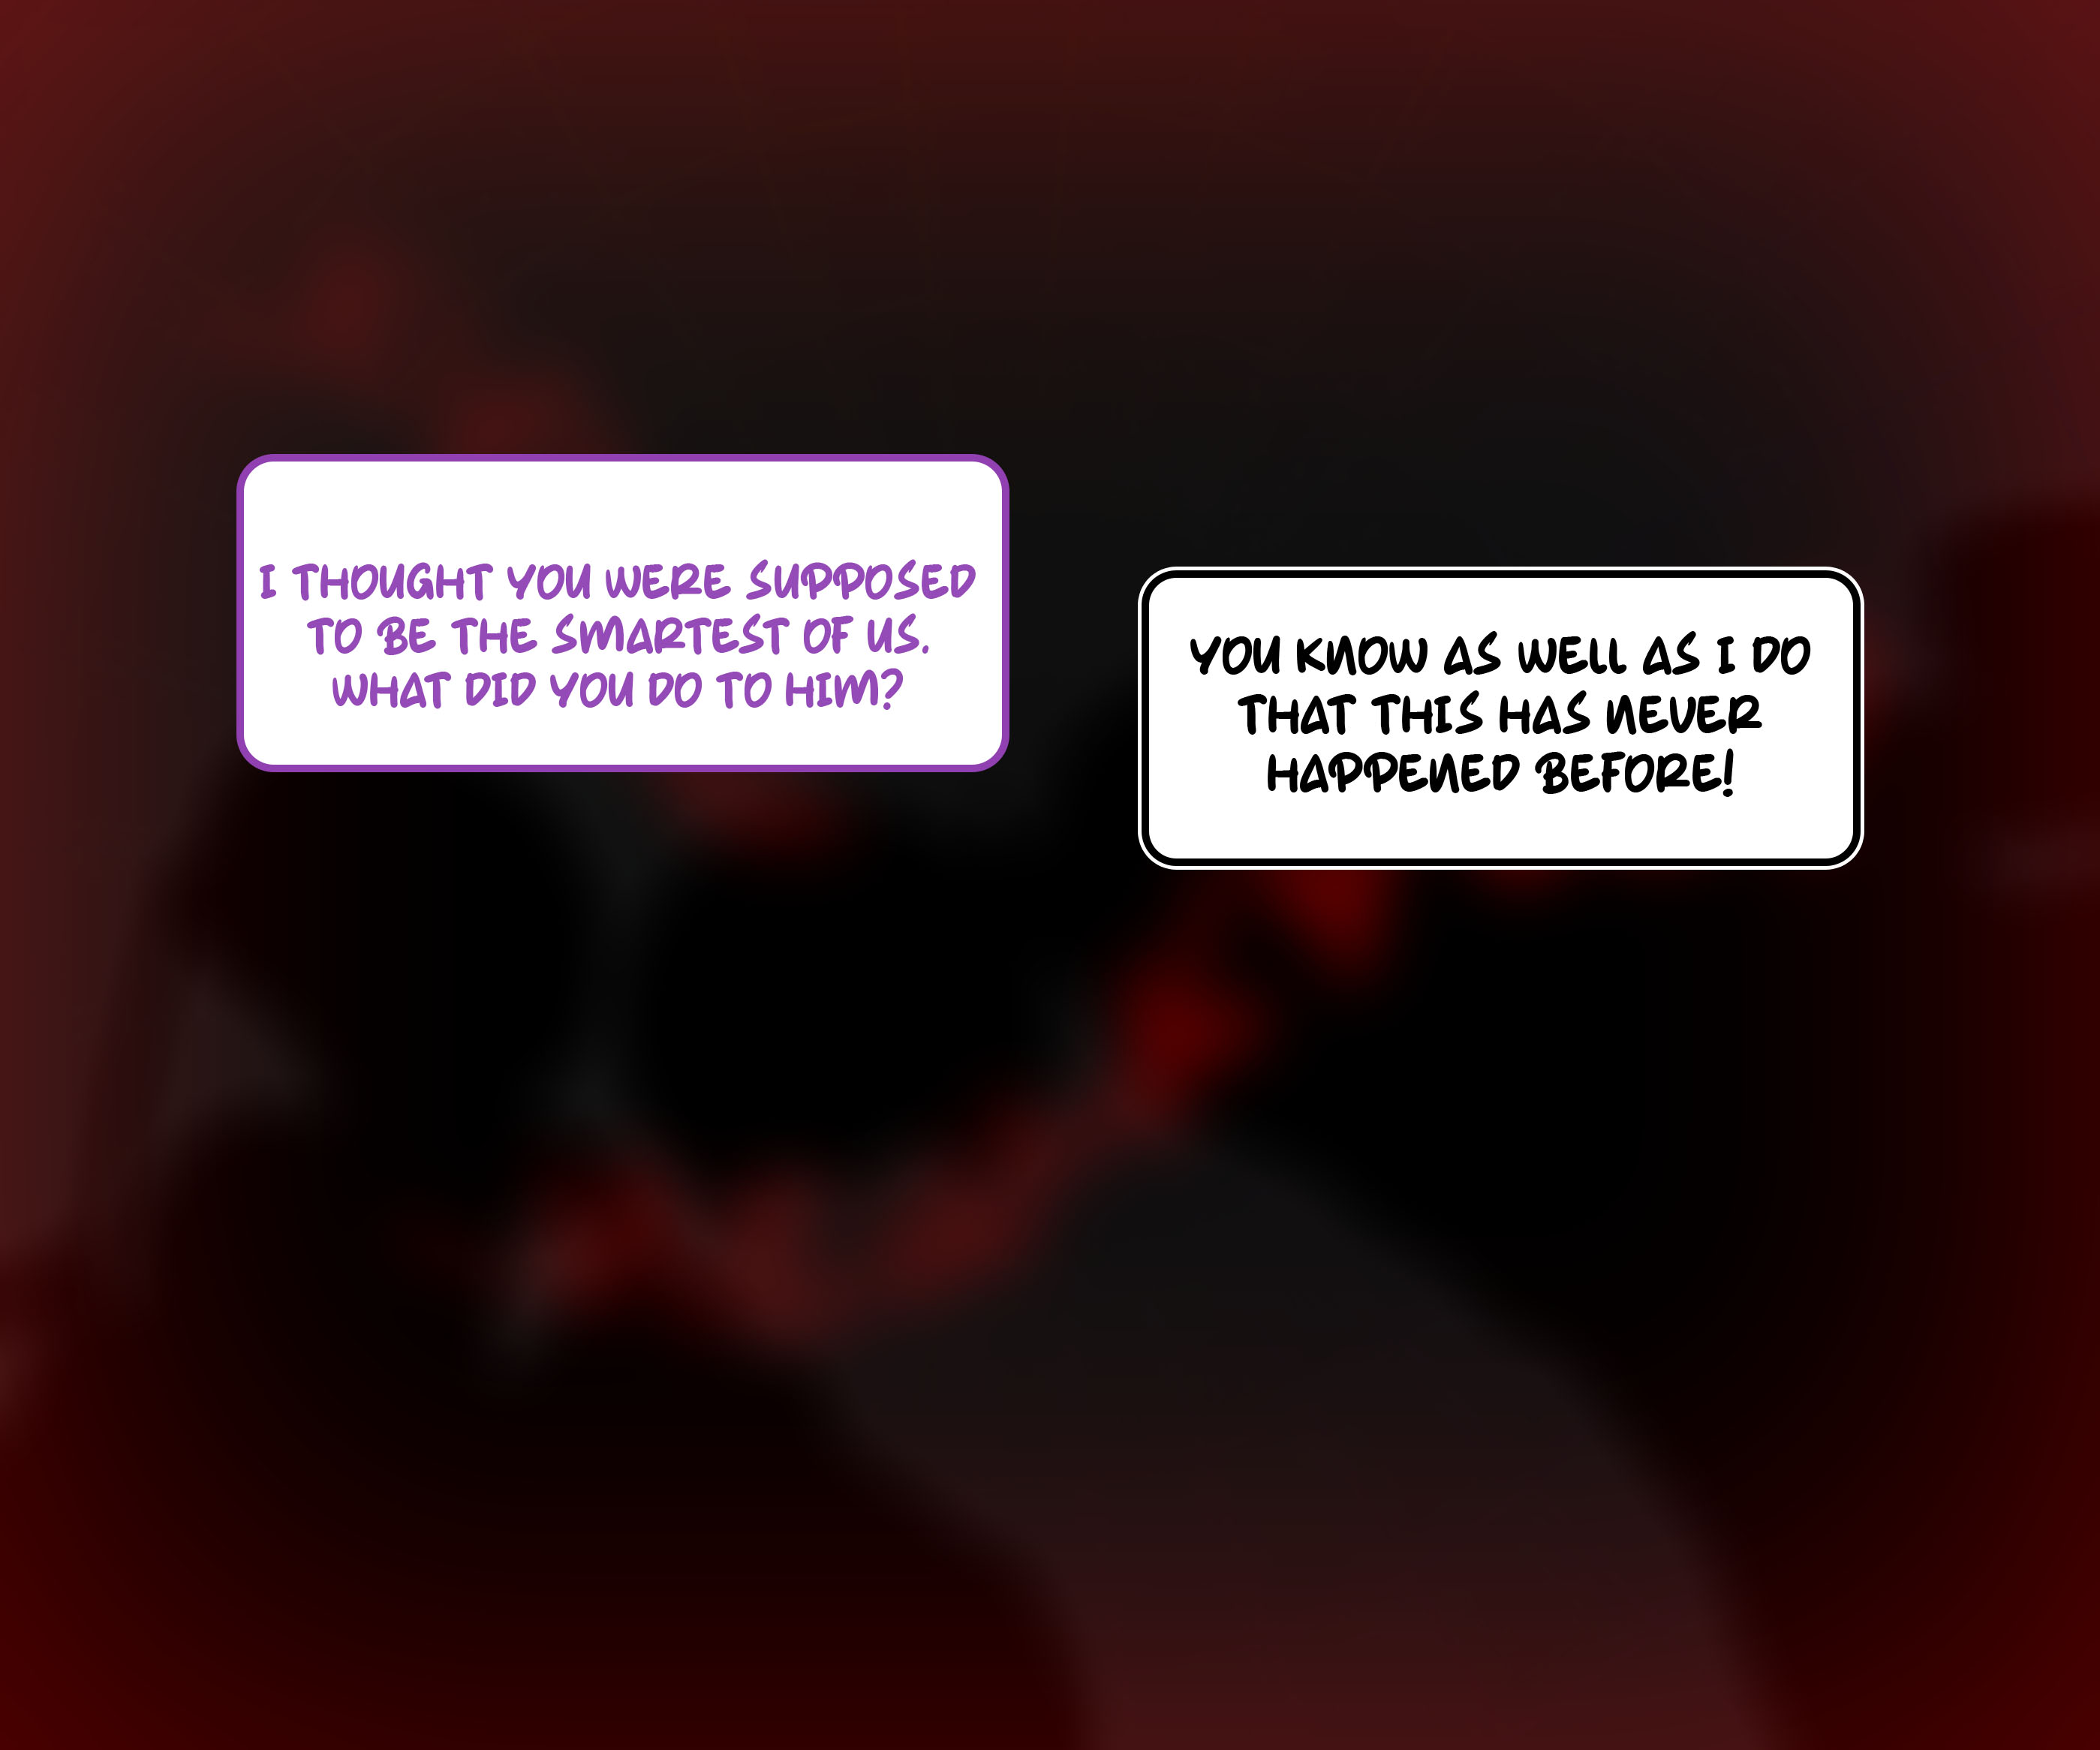 I THOUGHT YOU WERE SUPPOSED
TO BE THE SMARTEST OF US.
WHAT DID YOU DO TO HIM?
YOU KNOW AS WELL AS I DO
THAT THIS HAS NEVER
HAPPENED BEFORE!